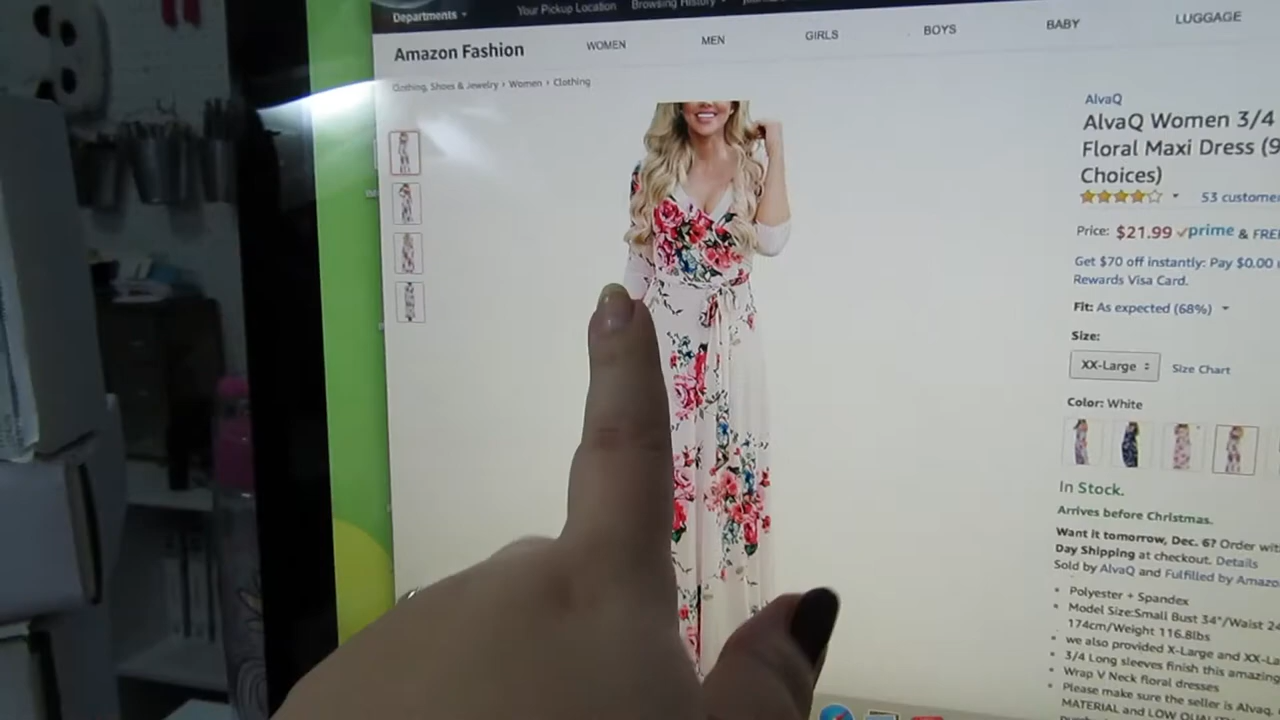 Departments
Your Pickup Location
Browsing History
Amazon Fashion
WOMEN
MEN
GIRLS
BOYS
BABY
LUGGAGE
Clothing, Shoes & Jewelry › Women › Clothing
AlvaQ
AlvaQ Women 3/4
Floral Maxi Dress (9
Choices)
53 customer
Price: $21.99 prime & FREE
Get $70 off instantly: Pay $0.00
Rewards Visa Card.
Fit: As expected (68%)
Size:
XX-Large
Size Chart
Color: White
In Stock.
Arrives before Christmas.
Want it tomorrow, Dec. 6? Order wit
Day Shipping at checkout. Details
Sold by AlvaQ and Fulfilled by Amazo
• Polyester + Spandex
• Model Size:Small Bust 34"/Waist 24
174cm/Weight 116.8lbs
• we also provided X-Large and XX-La
• 3/4 Long sleeves finish this amazing
• Wrap V Neck floral dresses
• Please make sure the seller is Alvaq.
MATERIAL and LOW